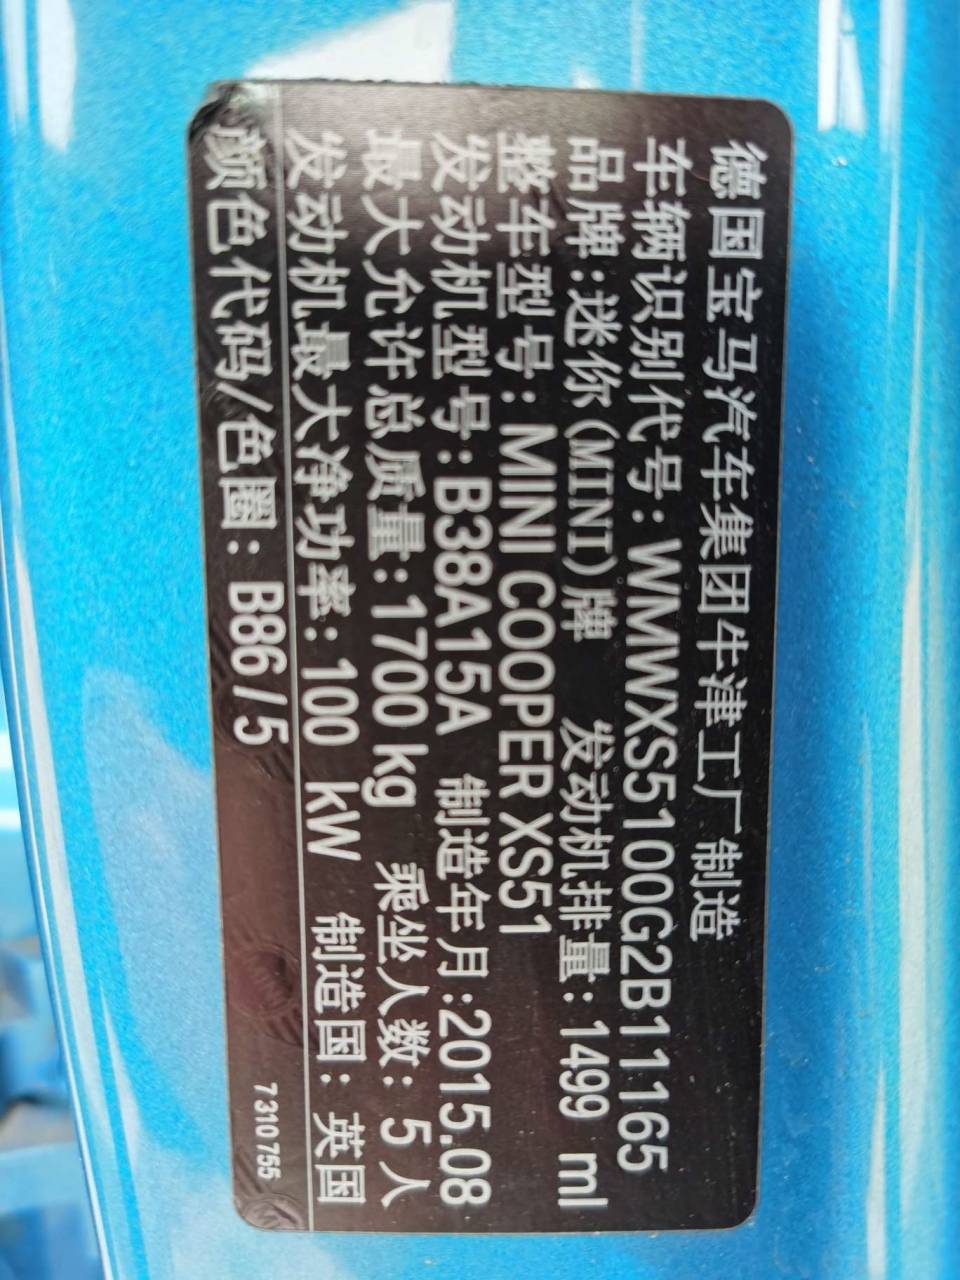 德国宝马汽车集团牛津工厂制造
车辆识别代号：WMWXS5100G2B11165
品牌：迷你(MINI)牌 发动机排量：1499 ml
整车型号：MINI COOPER XS51
发动机型号：B38A15A 制造年月：2015.08
最大允许总质量：1700 kg 乘坐人数：5 人
发动机最大净功率：100 kW 制造国：英国
颜色代码/色圈：B86 / 5
7 310 755